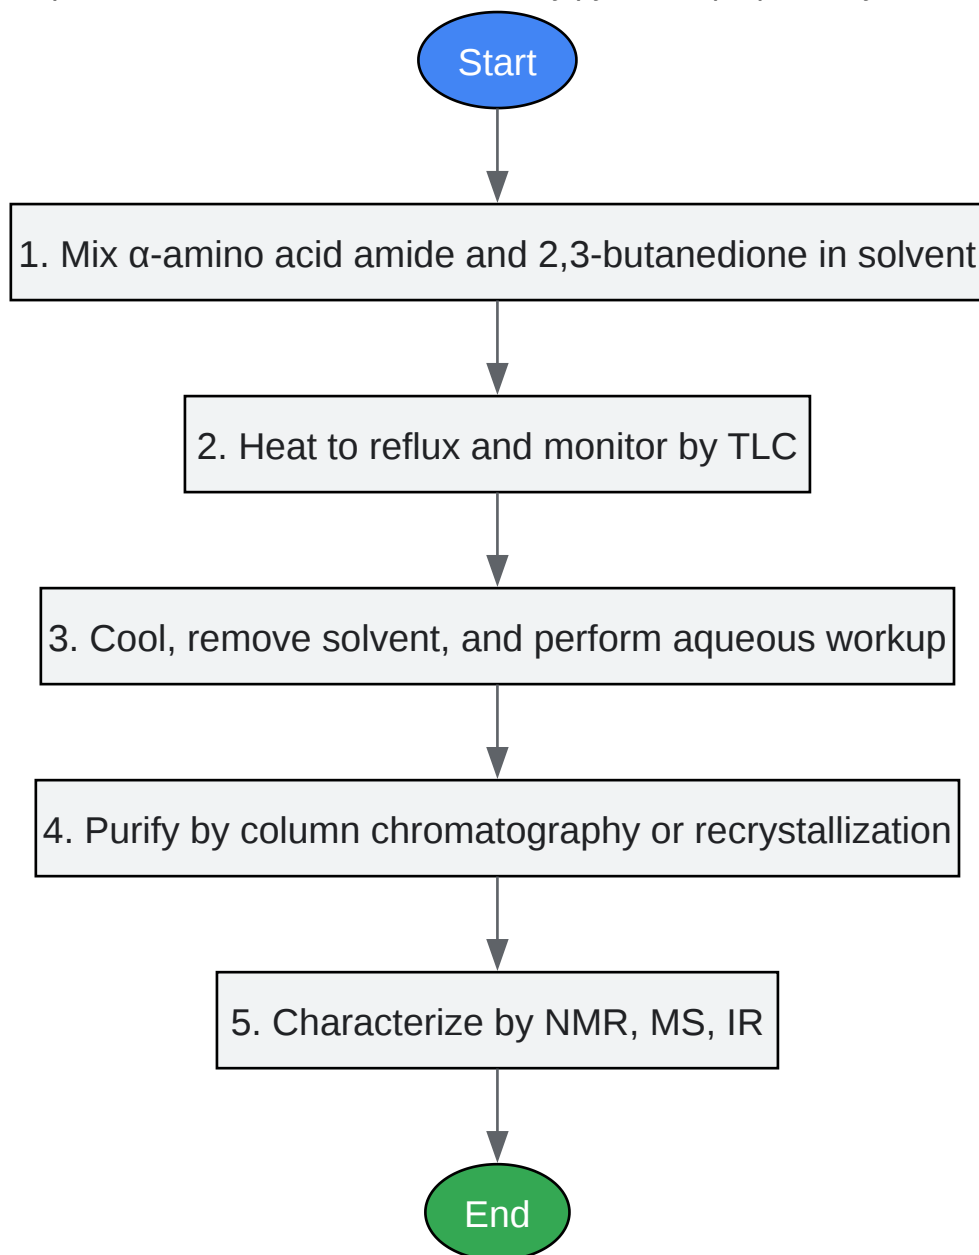 Start
1. Mix α-amino acid amide and 2,3-butanedione in solvent
2. Heat to reflux and monitor by TLC
3. Cool, remove solvent, and perform aqueous workup
4. Purify by column chromatography or recrystallization
5. Characterize by NMR, MS, IR
End